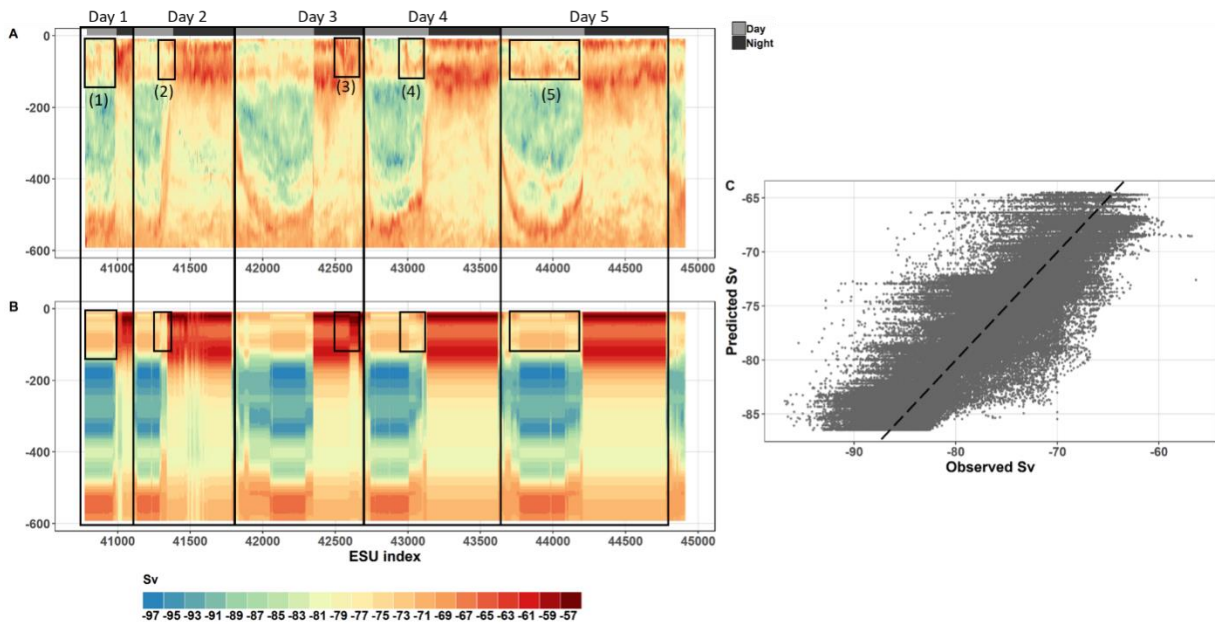 Day 1 Day 2 Day 3 Day 4 Day 5
Day
Night
A
0
-200
-400
-600
(1) (2) (3) (4) (5)
41000 41500 42000 42500 43000 43500 44000 44500 45000
B
0
-200
-400
-600
41000 41500 42000 42500 43000 43500 44000 44500 45000
ESU index
Sv
-97 -95 -93 -91 -89 -87 -85 -83 -81 -79 -77 -75 -73 -71 -69 -67 -65 -63 -61 -59 -57
C
Predicted Sv
-65
-70
-75
-80
-85
-90 -80 -70 -60
Observed Sv